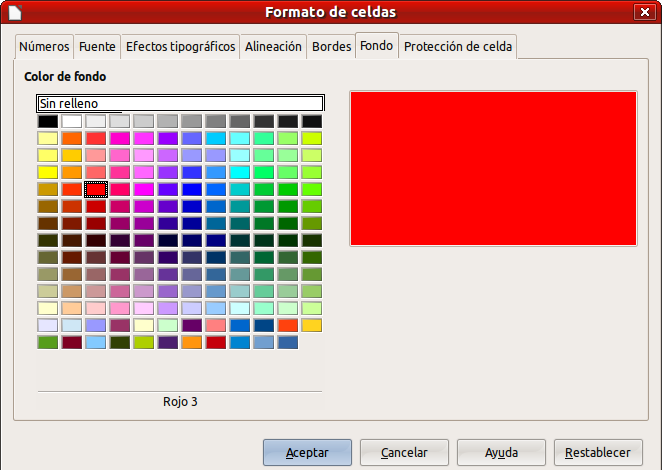 Formato de celdas
Números Fuente Efectos tipográficos Alineación Bordes Fondo Protección de celda
Color de fondo
Sin relleno
Rojo 3
Aceptar Cancelar Ayuda Restablecer